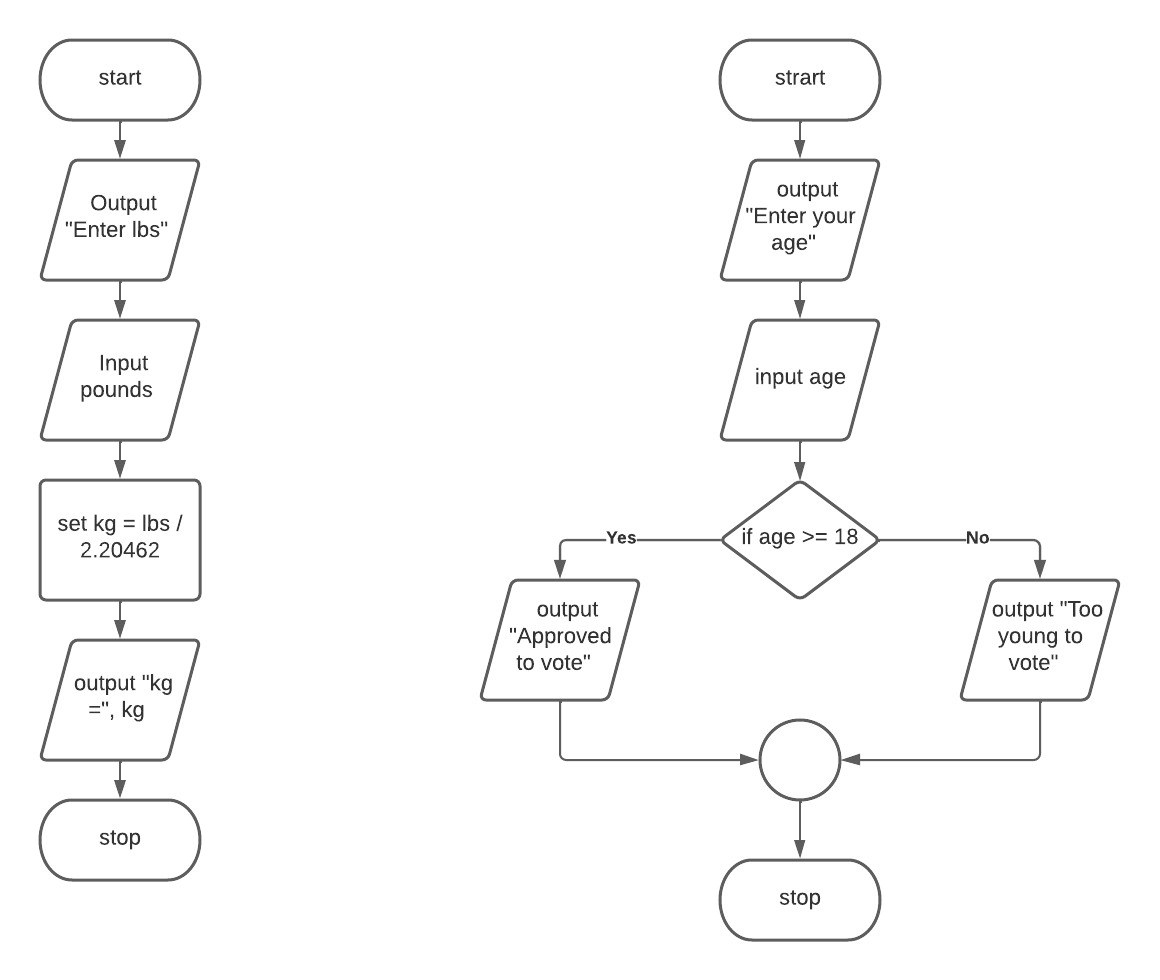 start
Output
"Enter lbs"
Input
pounds
set kg = lbs /
2.20462
output "kg
=", kg
stop
strart
output
"Enter your
age"
input age
if age >= 18
Yes
No
output
"Approved
to vote"
output "Too
young to
vote"
stop